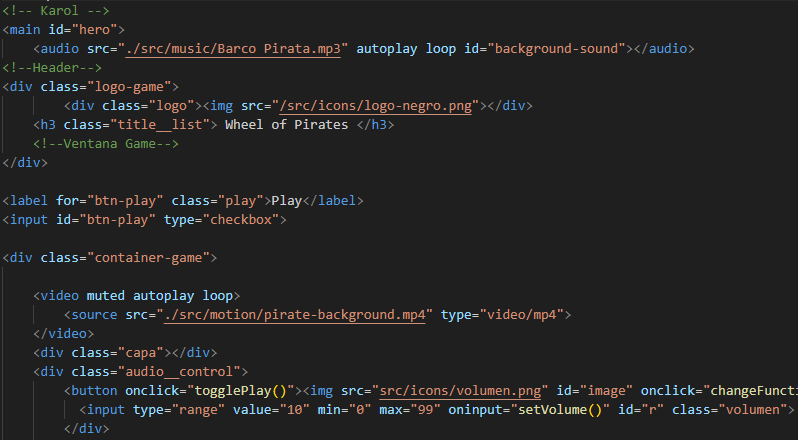 <!-- Karol -->
<main id="hero">
<audio src="./src/music/Barco Pirata.mp3" autoplay loop id="background-sound"></audio>
<!--Header-->
<div class="logo-game">
<div class="logo"><img src="/src/icons/logo-negro.png"></div>
<h3 class="title__list"> Wheel of Pirates </h3>
<!--Ventana Game-->
</div>
<label for="btn-play" class="play">Play</label>
<input id="btn-play" type="checkbox">
<div class="container-game">
<video muted autoplay loop>
<source src="./src/motion/pirate-background.mp4" type="video/mp4">
</video>
<div class="capa"></div>
<div class="audio__control">
<button onclick="togglePlay()"><img src="src/icons/volumen.png" id="image" onclick="changeFuncti
<input type="range" value="10" min="0" max="99" oninput="setVolume()" id="r" class="volumen">
</div>